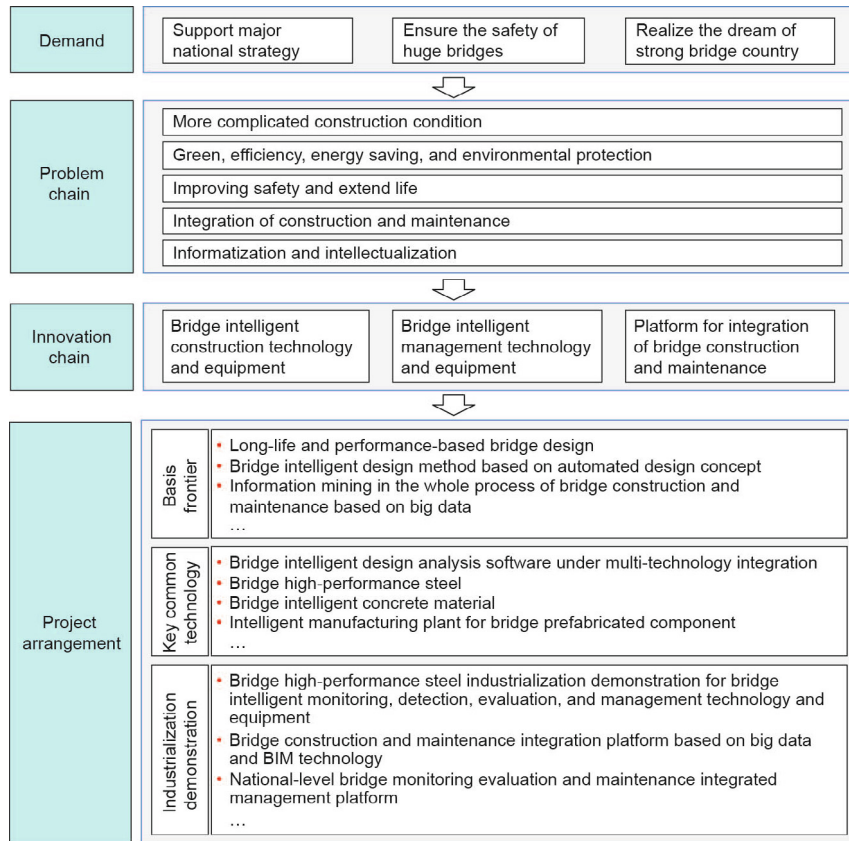 Demand
Support major
national strategy
Ensure the safety of
huge bridges
Realize the dream of
strong bridge country
Problem
chain
More complicated construction condition
Green, efficiency, energy saving, and environmental protection
Improving safety and extend life
Integration of construction and maintenance
Informatization and intellectualization
Innovation
chain
Bridge intelligent
construction technology
and equipment
Bridge intelligent
management technology
and equipment
Platform for integration
of bridge construction
and maintenance
Project
arrangement
Basis
frontier
• Long-life and performance-based bridge design
• Bridge intelligent design method based on automated design concept
• Information mining in the whole process of bridge construction and
maintenance based on big data
…
Key common
technology
• Bridge intelligent design analysis software under multi-technology integration
• Bridge high-performance steel
• Bridge intelligent concrete material
• Intelligent manufacturing plant for bridge prefabricated component
…
Industrialization
demonstration
• Bridge high-performance steel industrialization demonstration for bridge
intelligent monitoring, detection, evaluation, and management technology and
equipment
• Bridge construction and maintenance integration platform based on big data
and BIM technology
• National-level bridge monitoring evaluation and maintenance integrated
management platform
…